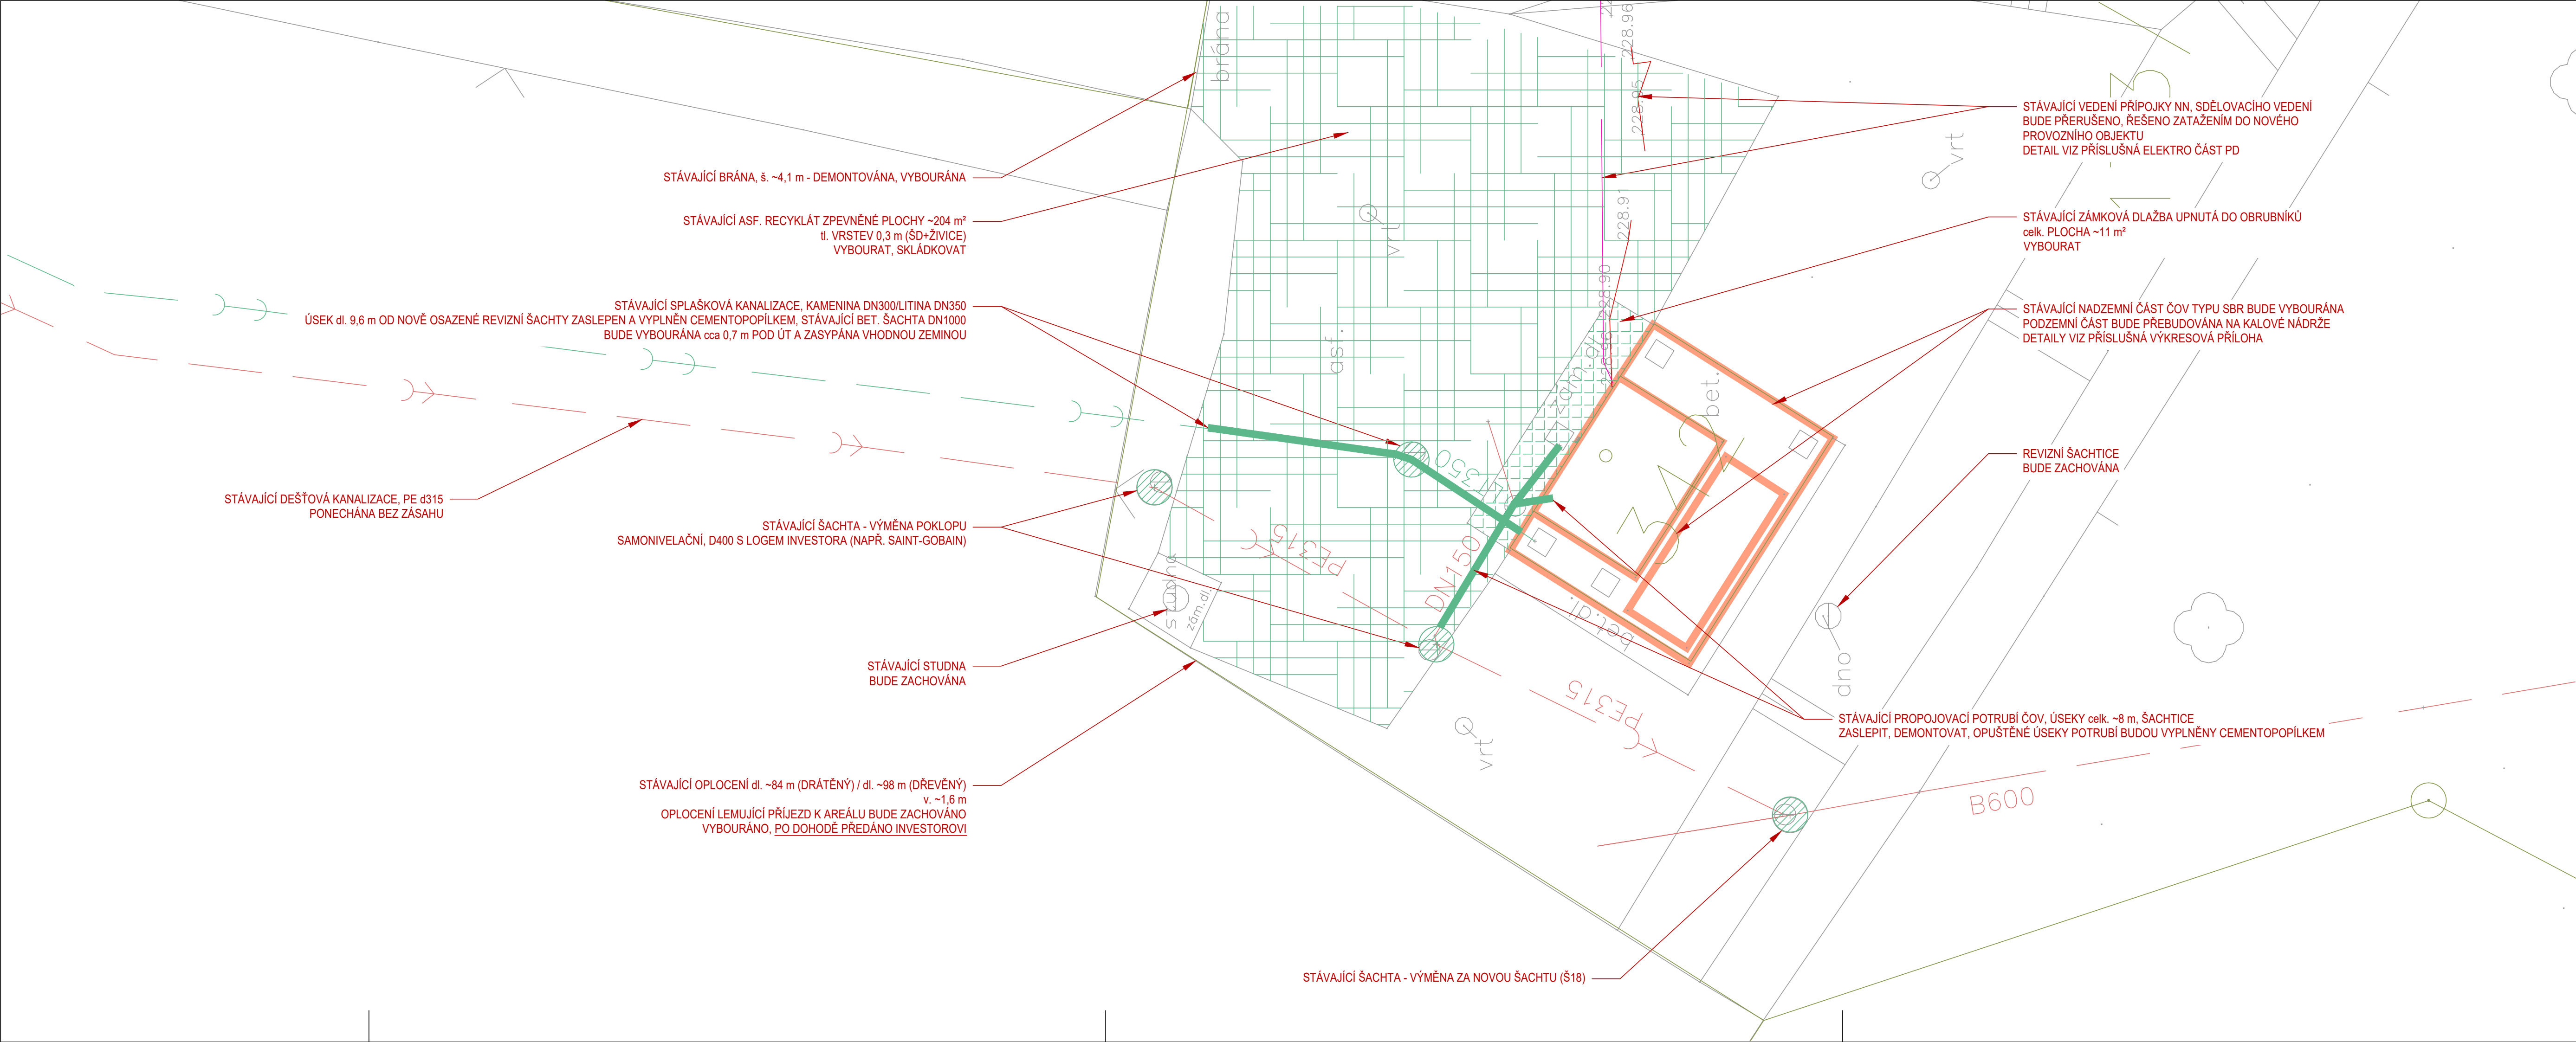 brána
228.96
228.95
228.91
228.90
STÁVAJÍCÍ BRÁNA, š. ~4,1 m - DEMONTOVÁNA, VYBOURÁNA
STÁVAJÍCÍ ASF. RECYKLÁT ZPEVNĚNÉ PLOCHY ~204 m²
tl. VRSTEV 0,3 m (ŠD+ŽIVICE)
VYBOURAT, SKLÁDKOVAT
STÁVAJÍCÍ SPLAŠKOVÁ KANALIZACE, KAMENINA DN300/LITINA DN350
ÚSEK dl. 9,6 m OD NOVĚ OSAZENÉ REVIZNÍ ŠACHTY ZASLEPEN A VYPLNĚN CEMENTOPOPÍLKEM, STÁVAJÍCÍ BET. ŠACHTA DN1000
BUDE VYBOURÁNA cca 0,7 m POD ÚT A ZASYPÁNA VHODNOU ZEMINOU
STÁVAJÍCÍ DEŠŤOVÁ KANALIZACE, PE d315
PONECHÁNA BEZ ZÁSAHU
STÁVAJÍCÍ ŠACHTA - VÝMĚNA POKLOPU
SAMONIVELAČNÍ, D400 S LOGEM INVESTORA (NAPŘ. SAINT-GOBAIN)
STÁVAJÍCÍ STUDNA
BUDE ZACHOVÁNA
STÁVAJÍCÍ OPLOCENÍ dl. ~84 m (DRÁTĚNÝ) / dl. ~98 m (DŘEVĚNÝ)
v. ~1,6 m
OPLOCENÍ LEMUJÍCÍ PŘÍJEZD K AREÁLU BUDE ZACHOVÁNO
VYBOURÁNO, PO DOHODĚ PŘEDÁNO INVESTOROVI
vrt
asf.
studna
zám.dl.
PE315
DN150
bet.
bet.dl.
PE315
vrt
dno
vrt
B600
STÁVAJÍCÍ VEDENÍ PŘÍPOJKY NN, SDĚLOVACÍHO VEDENÍ
BUDE PŘERUŠENO, ŘEŠENO ZATAŽENÍM DO NOVÉHO
PROVOZNÍHO OBJEKTU
DETAIL VIZ PŘÍSLUŠNÁ ELEKTRO ČÁST PD
STÁVAJÍCÍ ZÁMKOVÁ DLAŽBA UPNUTÁ DO OBRUBNÍKŮ
celk. PLOCHA ~11 m²
VYBOURAT
STÁVAJÍCÍ NADZEMNÍ ČÁST ČOV TYPU SBR BUDE VYBOURÁNA
PODZEMNÍ ČÁST BUDE PŘEBUDOVÁNA NA KALOVÉ NÁDRŽE
DETAILY VIZ PŘÍSLUŠNÁ VÝKRESOVÁ PŘÍLOHA
REVIZNÍ ŠACHTICE
BUDE ZACHOVÁNA
STÁVAJÍCÍ PROPOJOVACÍ POTRUBÍ ČOV, ÚSEKY celk. ~8 m, ŠACHTICE
ZASLEPIT, DEMONTOVAT, OPUŠTĚNÉ ÚSEKY POTRUBÍ BUDOU VYPLNĚNY CEMENTOPOPÍLKEM
STÁVAJÍCÍ ŠACHTA - VÝMĚNA ZA NOVOU ŠACHTU (Š18)